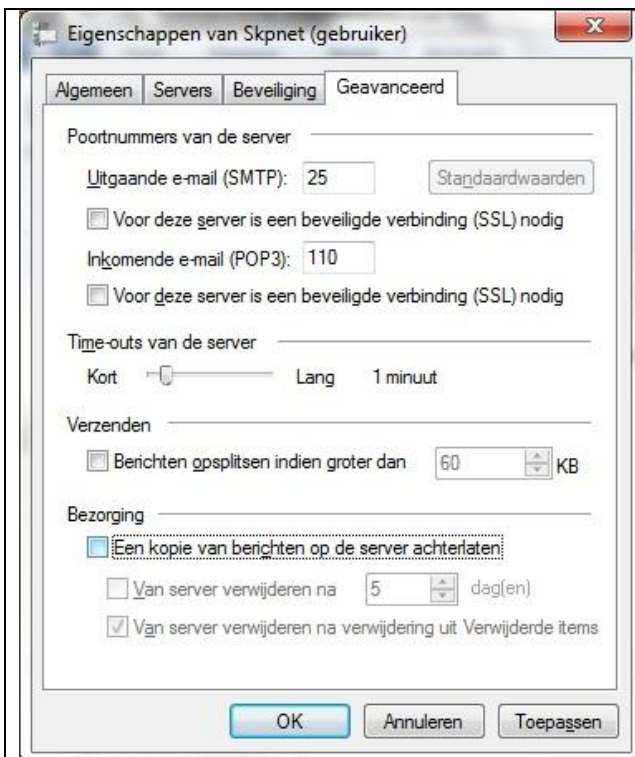 Eigenschappen van Skpnet (gebruiker)
Algemeen Servers Beveiliging Geavanceerd
Poortnummers van de server
Uitgaande e-mail (SMTP): 25 Standaardwaarden
Voor deze server is een beveiligde verbinding (SSL) nodig
Inkomende e-mail (POP3): 110
Voor deze server is een beveiligde verbinding (SSL) nodig
Time-outs van de server
Kort Lang 1 minuut
Verzenden
Berichten opsplitsen indien groter dan 60 KB
Bezorging
Een kopie van berichten op de server achterlaten
Van server verwijderen na 5 dag(en)
Van server verwijderen na verwijdering uit Verwijderde items
OK Annuleren Toepassen